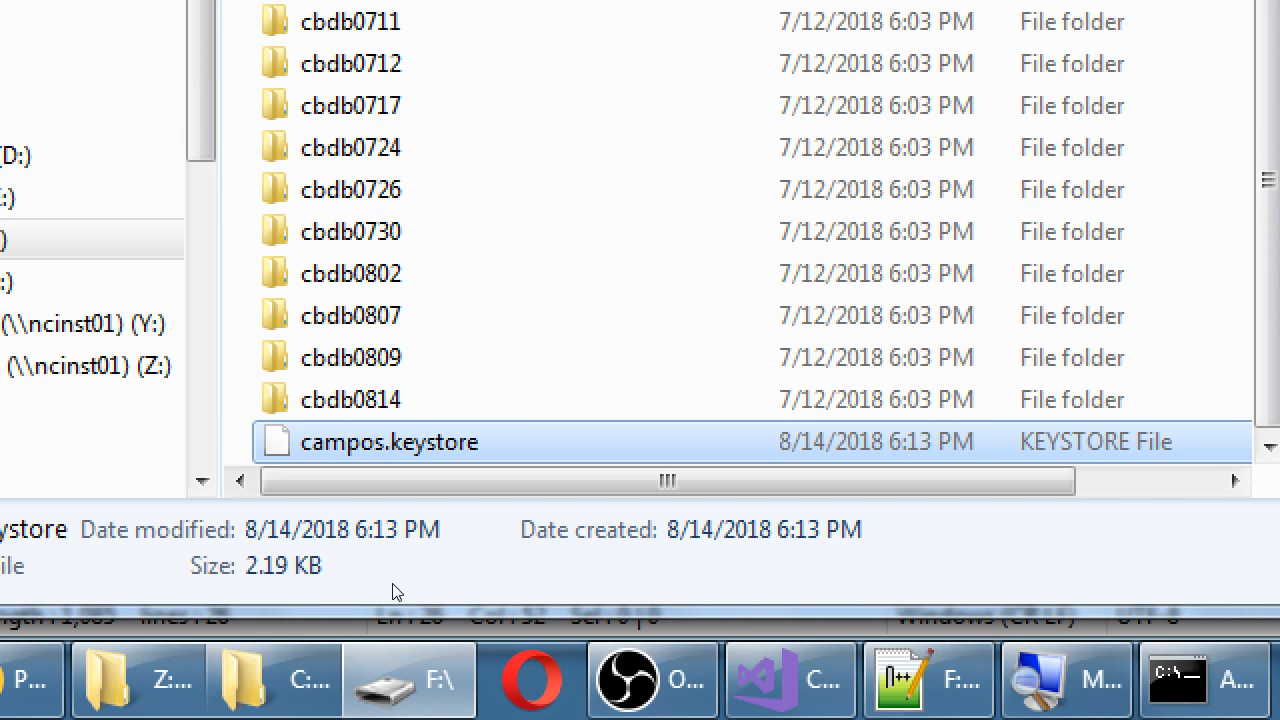 cbdb0711 7/12/2018 6:03 PM File folder
cbdb0712 7/12/2018 6:03 PM File folder
cbdb0717 7/12/2018 6:03 PM File folder
cbdb0724 7/12/2018 6:03 PM File folder
cbdb0726 7/12/2018 6:03 PM File folder
cbdb0730 7/12/2018 6:03 PM File folder
cbdb0802 7/12/2018 6:03 PM File folder
cbdb0807 7/12/2018 6:03 PM File folder
cbdb0809 7/12/2018 6:03 PM File folder
cbdb0814 7/12/2018 6:03 PM File folder
campos.keystore 8/14/2018 6:13 PM KEYSTORE File
(D:)
:)
)
:)
(\\ncinst01) (Y:)
(\\ncinst01) (Z:)
ystore Date modified: 8/14/2018 6:13 PM Date created: 8/14/2018 6:13 PM
ile Size: 2.19 KB
Windows (CR LF) UTF-8
P... Z:... C:... F:\ O... C... F:... M... A...